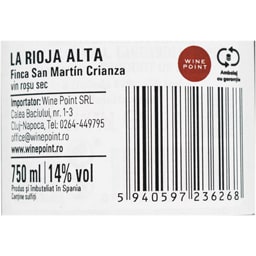 LA RIOJA ALTA
Finca San Martín Crianza
vin roșu sec
WINE
POINT
Ambalaj
cu garanție
Importator: Wine Point SRL
Calea Baciului, nr. 1-3
Cluj-Napoca, Tel: 0264-449795
office@winepoint.ro
www.winepoint.ro
750 ml | 14% vol
Produs și îmbuteliat în Spania
Conține sulfiți
5 940597 236268